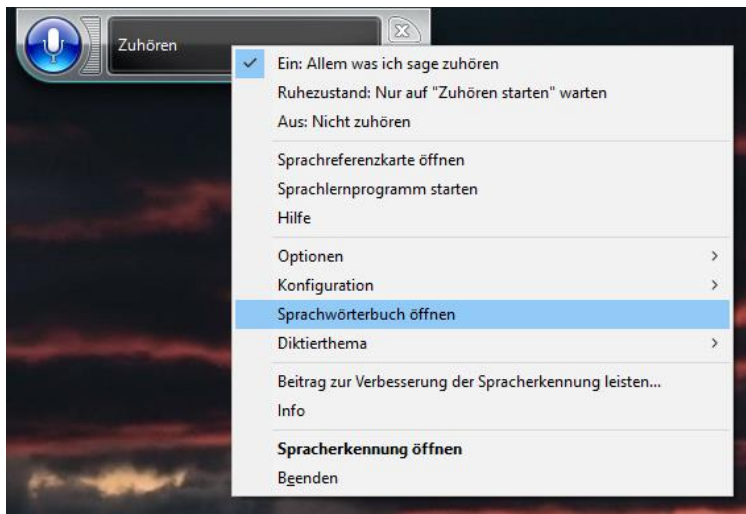 Zuhören
Ein: Allem was ich sage zuhören
Ruhezustand: Nur auf "Zuhören starten" warten
Aus: Nicht zuhören
Sprachreferenzkarte öffnen
Sprachlernprogramm starten
Hilfe
Optionen
Konfiguration
Sprachwörterbuch öffnen
Diktierthema
Beitrag zur Verbesserung der Spracherkennung leisten...
Info
Spracherkennung öffnen
Beenden